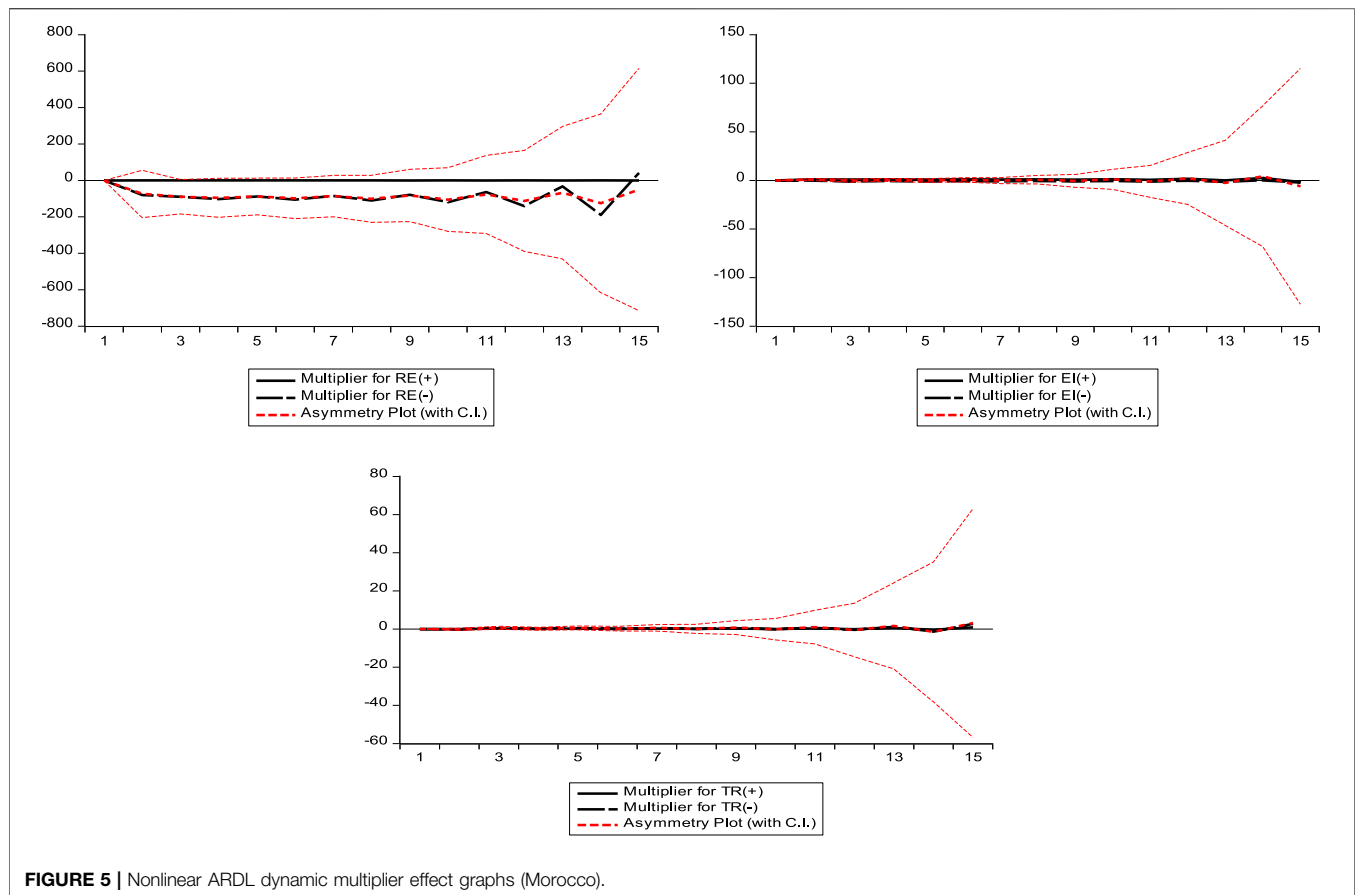 800
600
400
200
0
-200
-400
-600
-800
1 3 5 7 9 11 13 15
Multiplier for RE(+)
Multiplier for RE(-)
Asymmetry Plot (with C.I.)
150
100
50
0
-50
-100
-150
1 3 5 7 9 11 13 15
Multiplier for EI(+)
Multiplier for EI(-)
Asymmetry Plot (with C.I.)
80
60
40
20
0
-20
-40
-60
1 3 5 7 9 11 13 15
Multiplier for TR(+)
Multiplier for TR(-)
Asymmetry Plot (with C.I.)
FIGURE 5 | Nonlinear ARDL dynamic multiplier effect graphs (Morocco).